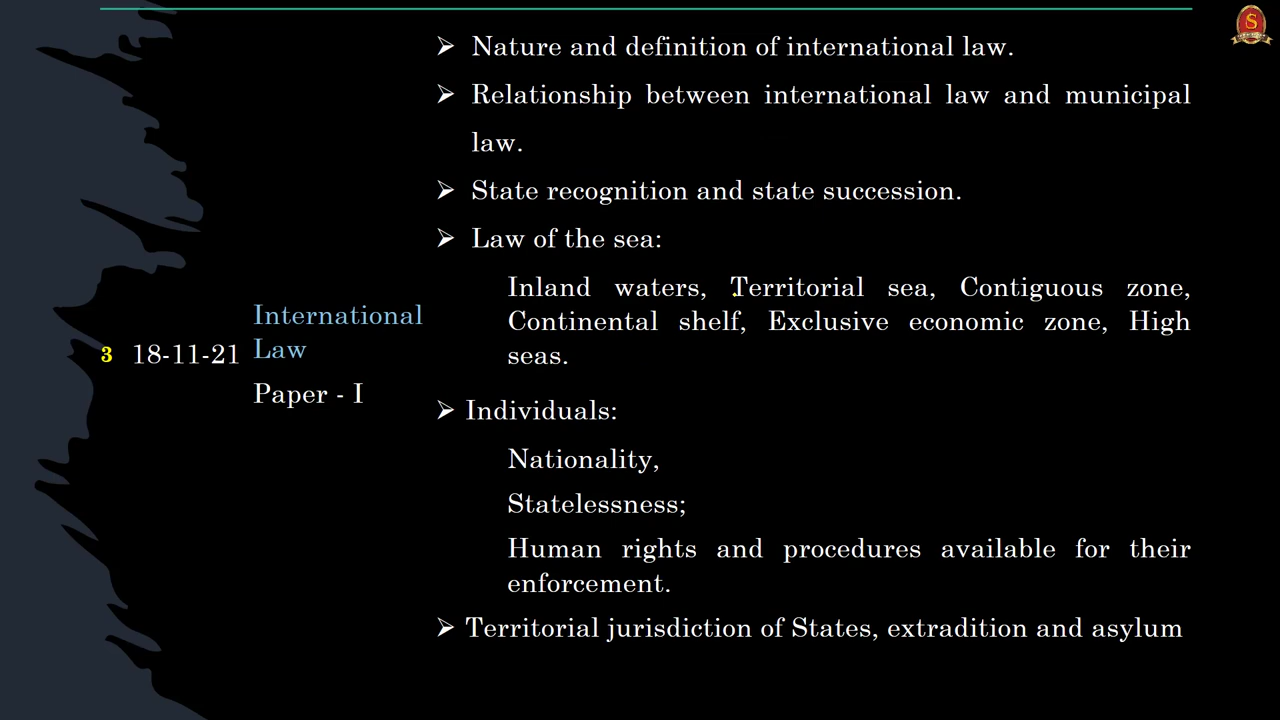 Nature and definition of international law.
Relationship between international law and municipal
law.
State recognition and state succession.
Law of the sea:
Inland waters, Territorial sea, Contiguous zone,
Continental shelf, Exclusive economic zone, High
seas.
3 18-11-21
International
Law
Paper - I
Individuals:
Nationality,
Statelessness;
Human rights and procedures available for their
enforcement.
Territorial jurisdiction of States, extradition and asylum
S